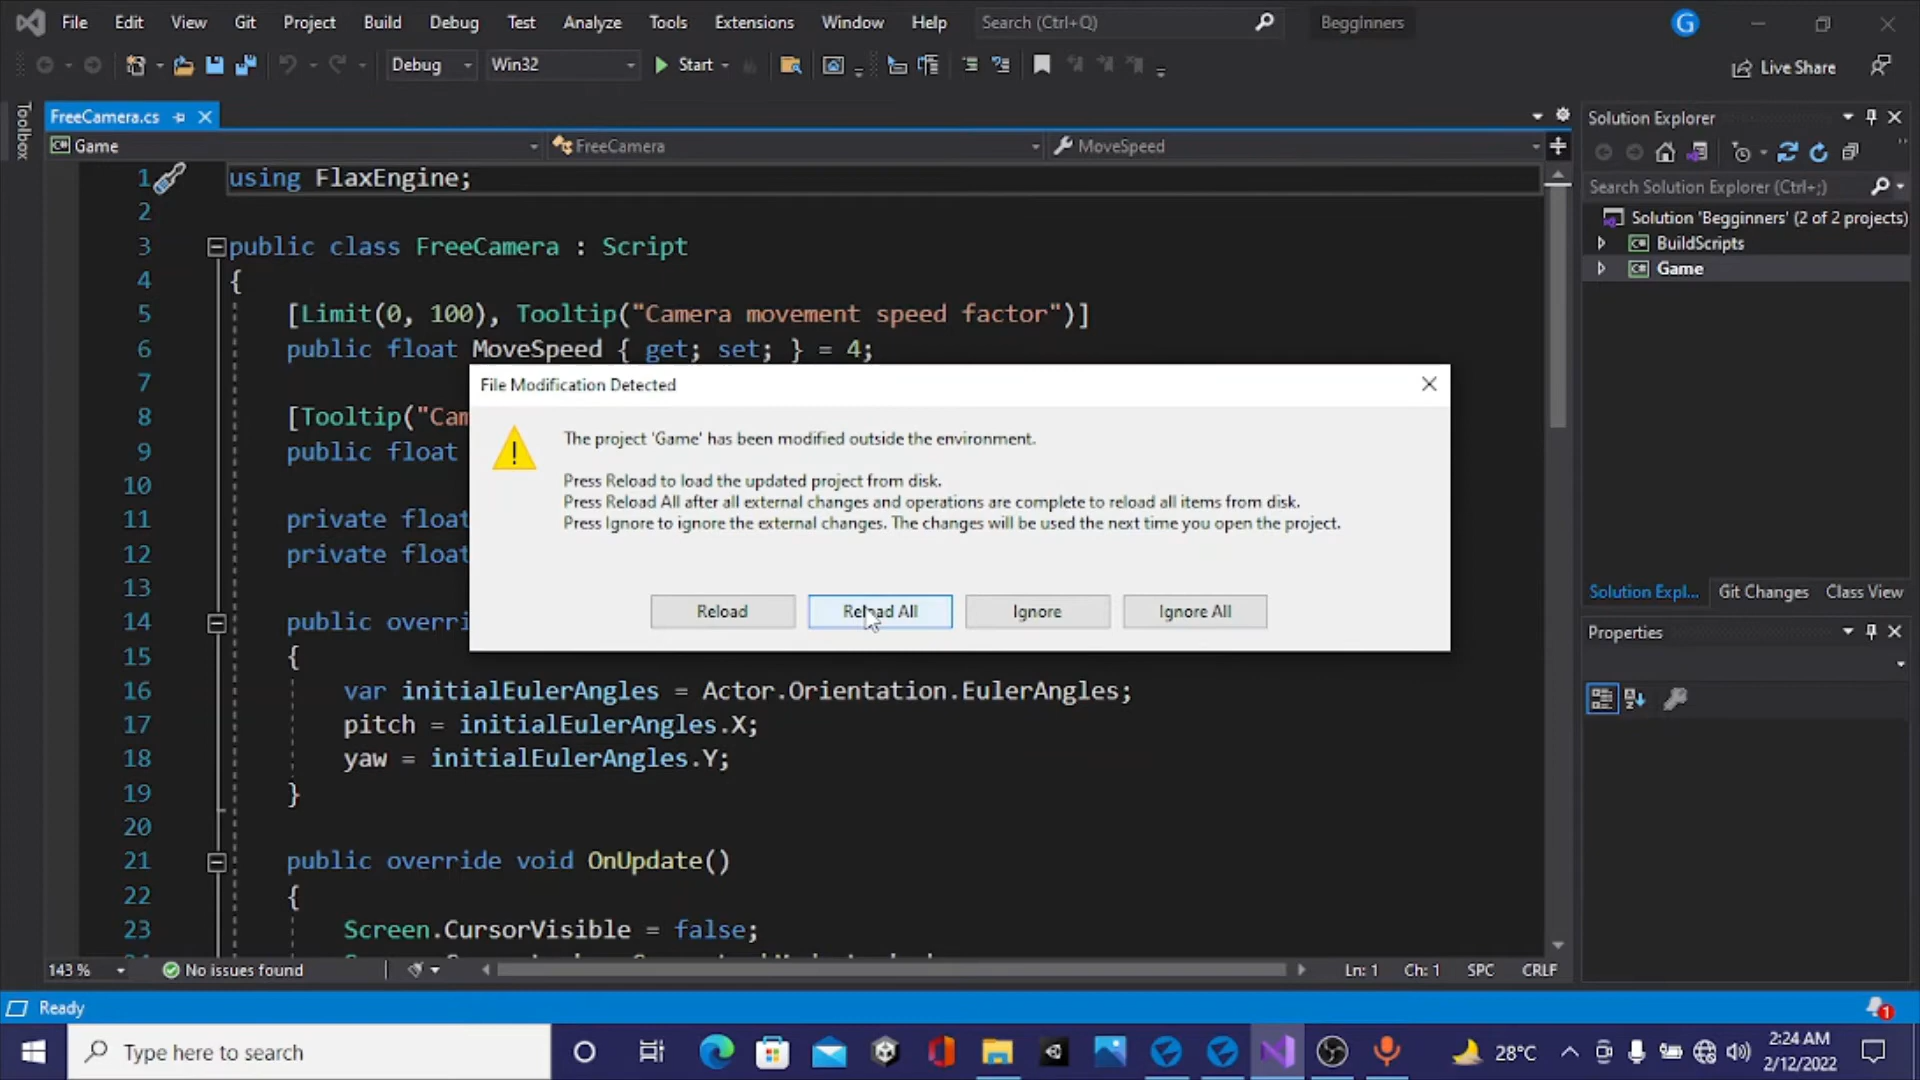 File Edit View Git Project Build Debug Test Analyze Tools Extensions Window Help Search (Ctrl+Q) Begginners G
Debug Win32 Start Live Share
Toolbox
FreeCamera.cs
Game FreeCamera MoveSpeed
1 using FlaxEngine;
2
3 public class FreeCamera : Script
4 {
5 [Limit(0, 100), Tooltip("Camera movement speed factor")]
6 public float MoveSpeed { get; set; } = 4;
7
8 [Tooltip("Cam
9 public float
10
11 private float
12 private float
13
14 public overri
15 {
16 var initialEulerAngles = Actor.Orientation.EulerAngles;
17 pitch = initialEulerAngles.X;
18 yaw = initialEulerAngles.Y;
19 }
20
21 public override void OnUpdate()
22 {
23 Screen.CursorVisible = false;
File Modification Detected
The project 'Game' has been modified outside the environment.
Press Reload to load the updated project from disk.
Press Reload All after all external changes and operations are complete to reload all items from disk.
Press Ignore to ignore the external changes. The changes will be used the next time you open the project.
Reload Reload All Ignore Ignore All
Solution Explorer
Search Solution Explorer (Ctrl+;)
Solution 'Begginners' (2 of 2 projects)
BuildScripts
Game
Solution Expl... Git Changes Class View
Properties
143 % No issues found Ln: 1 Ch: 1 SPC CRLF
Ready 1
Type here to search 28°C 2:24 AM
2/12/2022